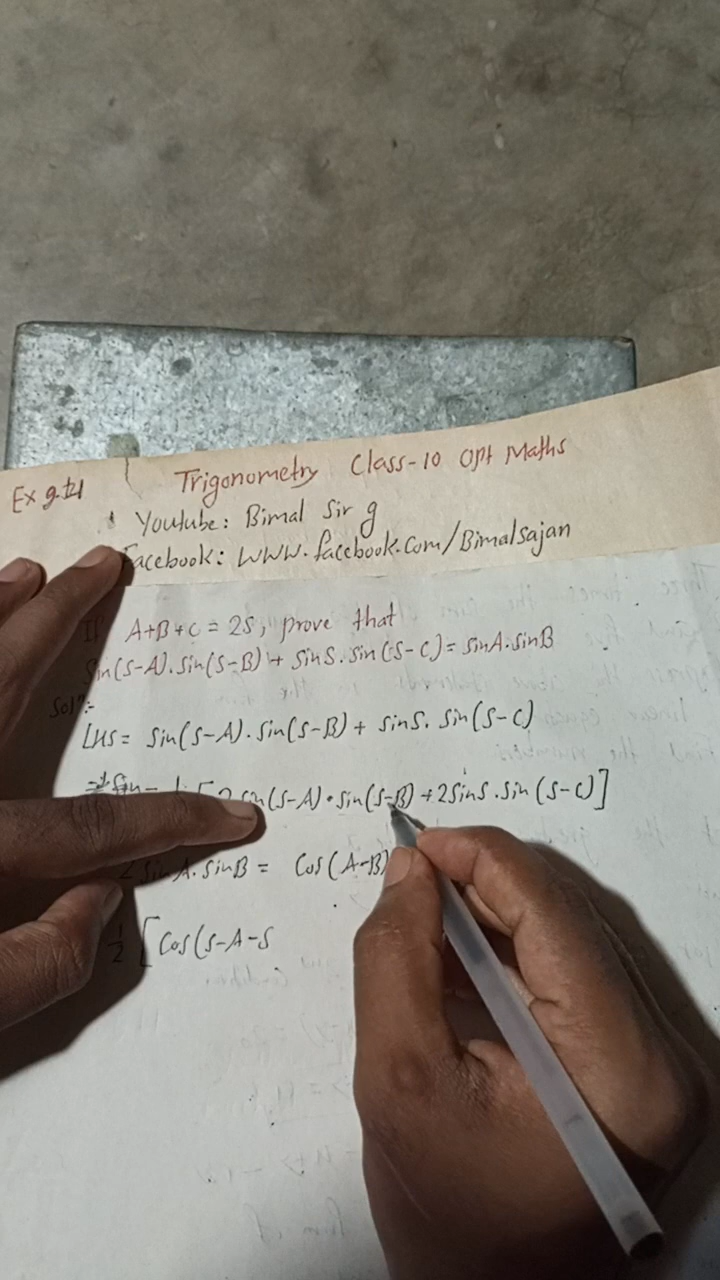 Ex 9.
Trigonometry Class-10 Opt Maths
Youtube: Bimal Sir g
Facebook: WWW.facebook.com/Bimalsajan
If A+B+C = 2S, prove that
Sin(S-A).Sin(S-B) + SinS.Sin(S-C) = SinA.SinB
Solⁿ:-
LHS = Sin(S-A).Sin(S-B) + SinS. Sin(S-C)
[2Sin(S-A).Sin(S-B) + 2SinS.Sin(S-C)]
2SinA.SinB = Cos(A-B)
1/2 [Cos(S-A-S